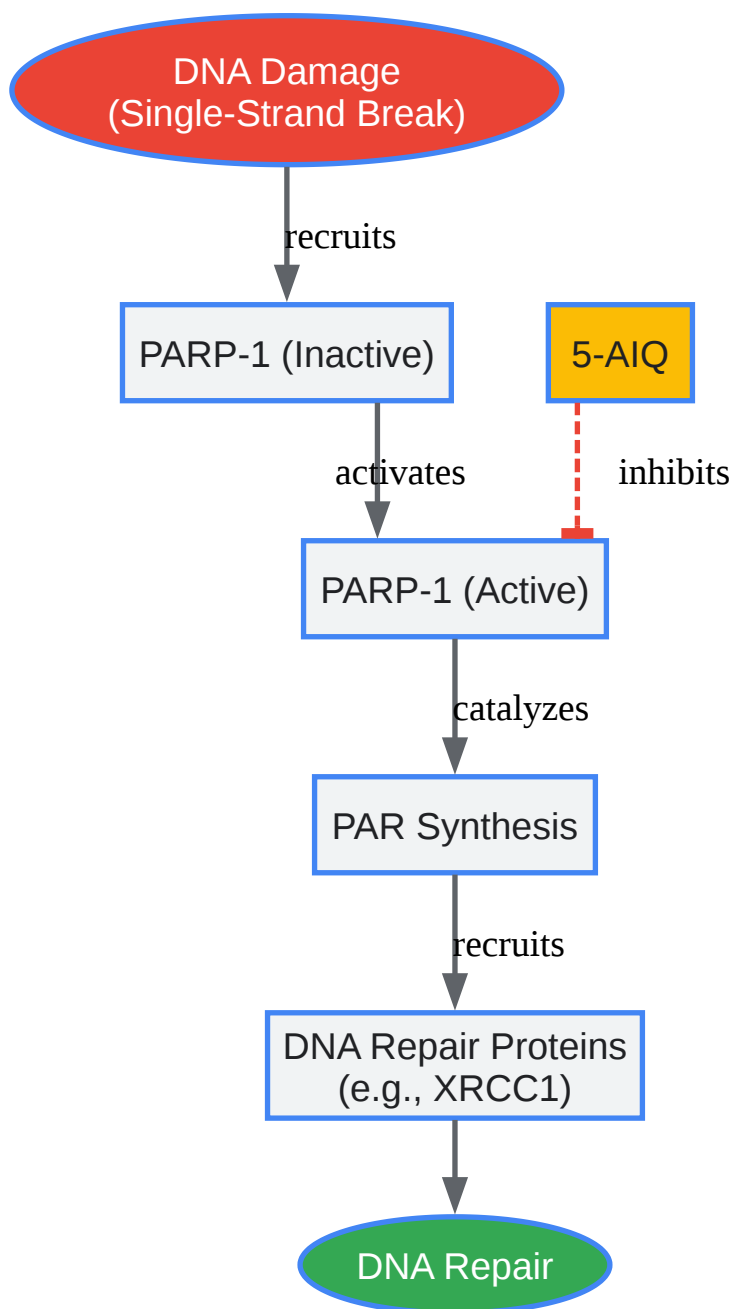 DNA Damage
(Single-Strand Break)
recruits
PARP-1 (Inactive)
5-AIQ
activates
inhibits
PARP-1 (Active)
catalyzes
PAR Synthesis
recruits
DNA Repair Proteins
(e.g., XRCC1)
DNA Repair